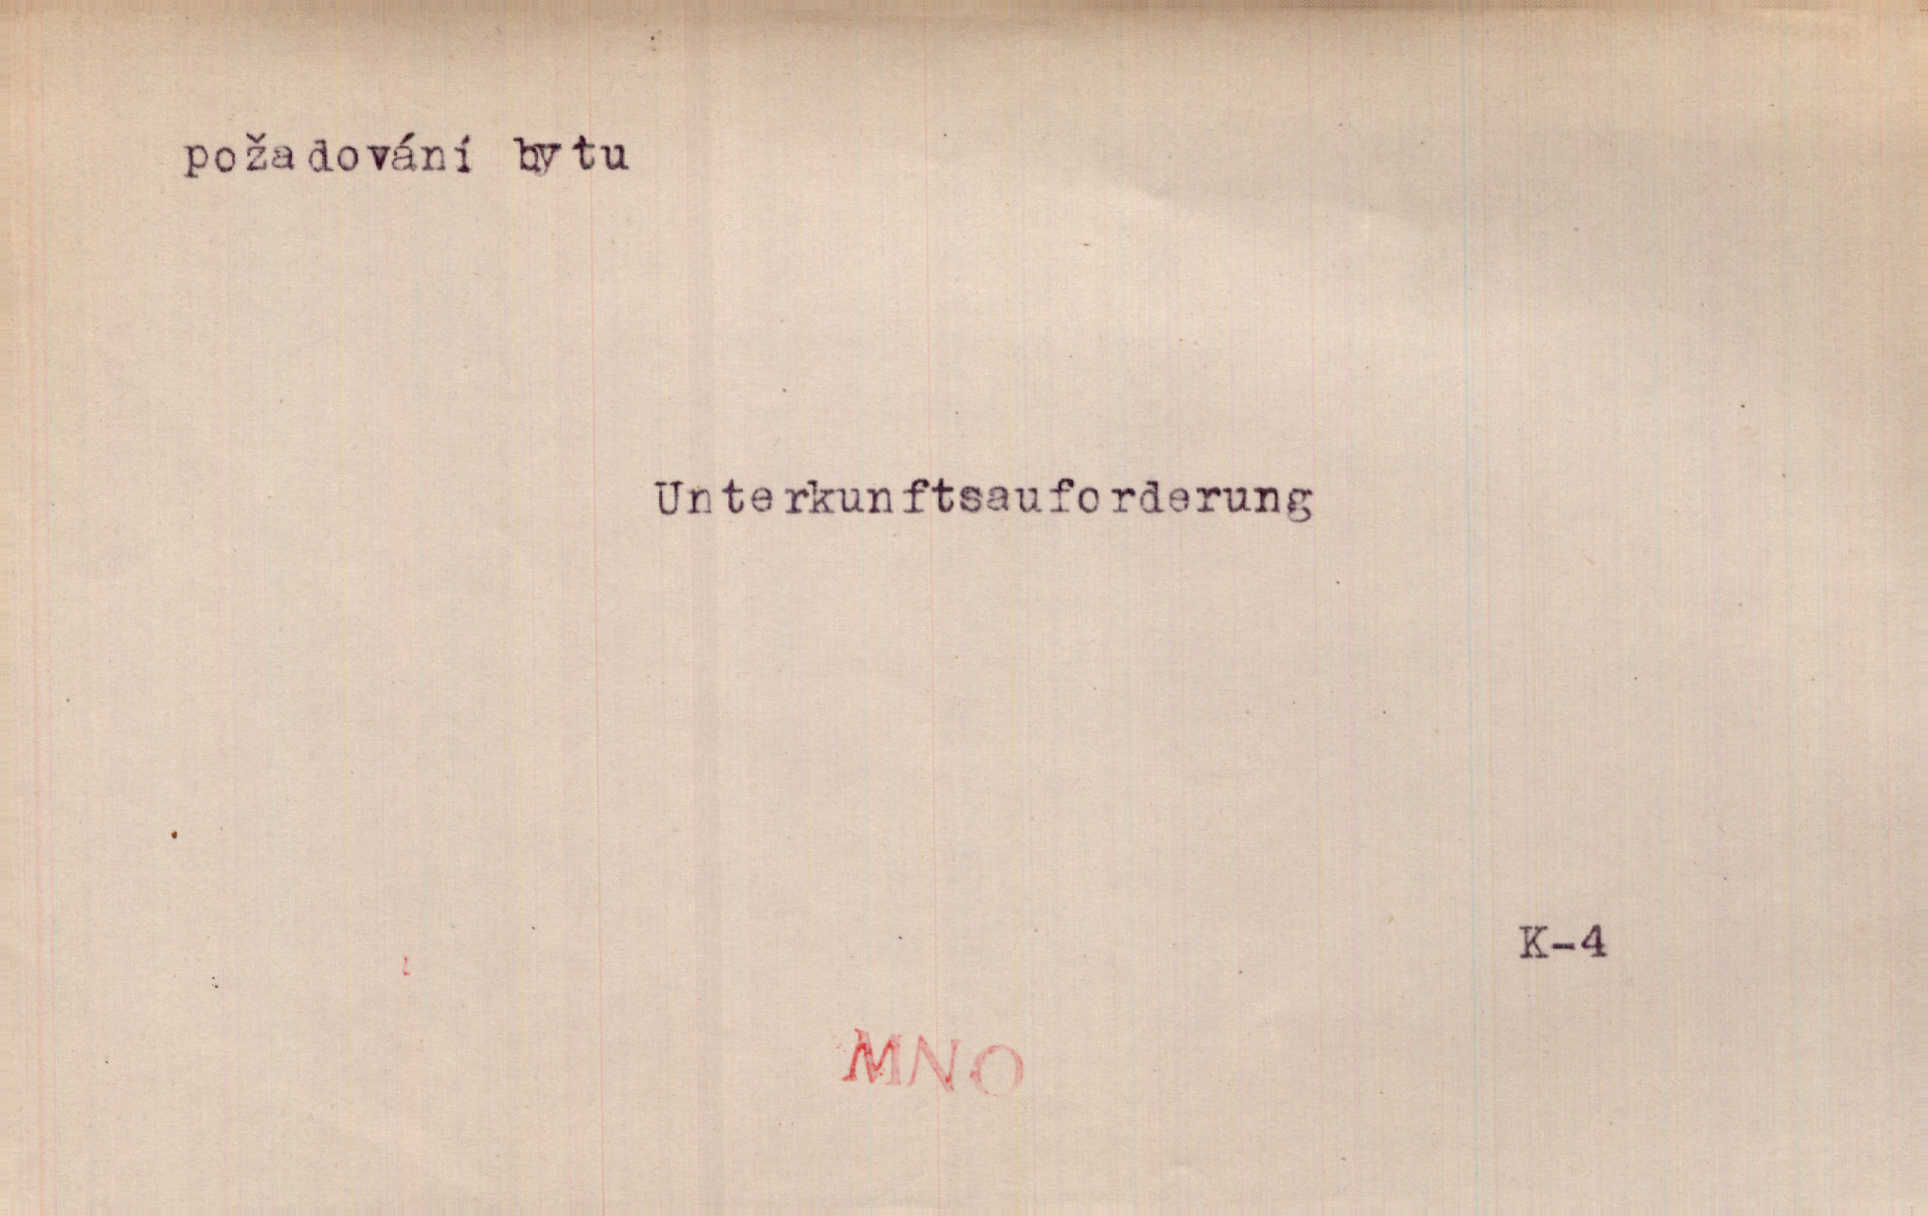 požadování bytu
Unterkunftsauforderung
K-4
MNO